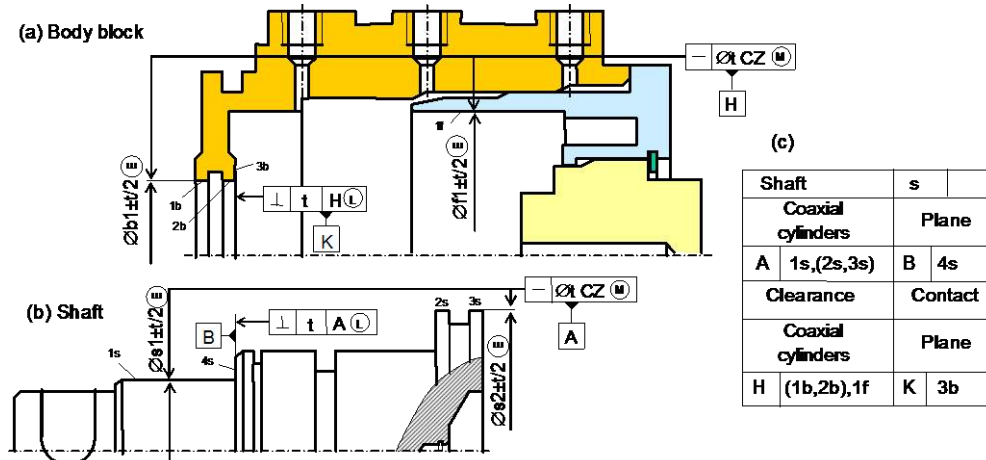 (a) Body block
— Øt CZ Ⓜ
H
1f
3b
1b
2b
Øb1±t/2 Ⓔ
Øf1±t/2 Ⓔ
⊥ t HⓁ
K
(b) Shaft
Øs1±t/2 Ⓔ
B
⊥ t AⓁ
2s 3s
— Øt CZ Ⓜ
A
1s
4s
Øs2±t/2 Ⓔ
(c)
Shaft s
Coaxial cylinders Plane
A 1s,(2s,3s) B 4s
Clearance Contact
Coaxial cylinders Plane
H (1b,2b),1f K 3b